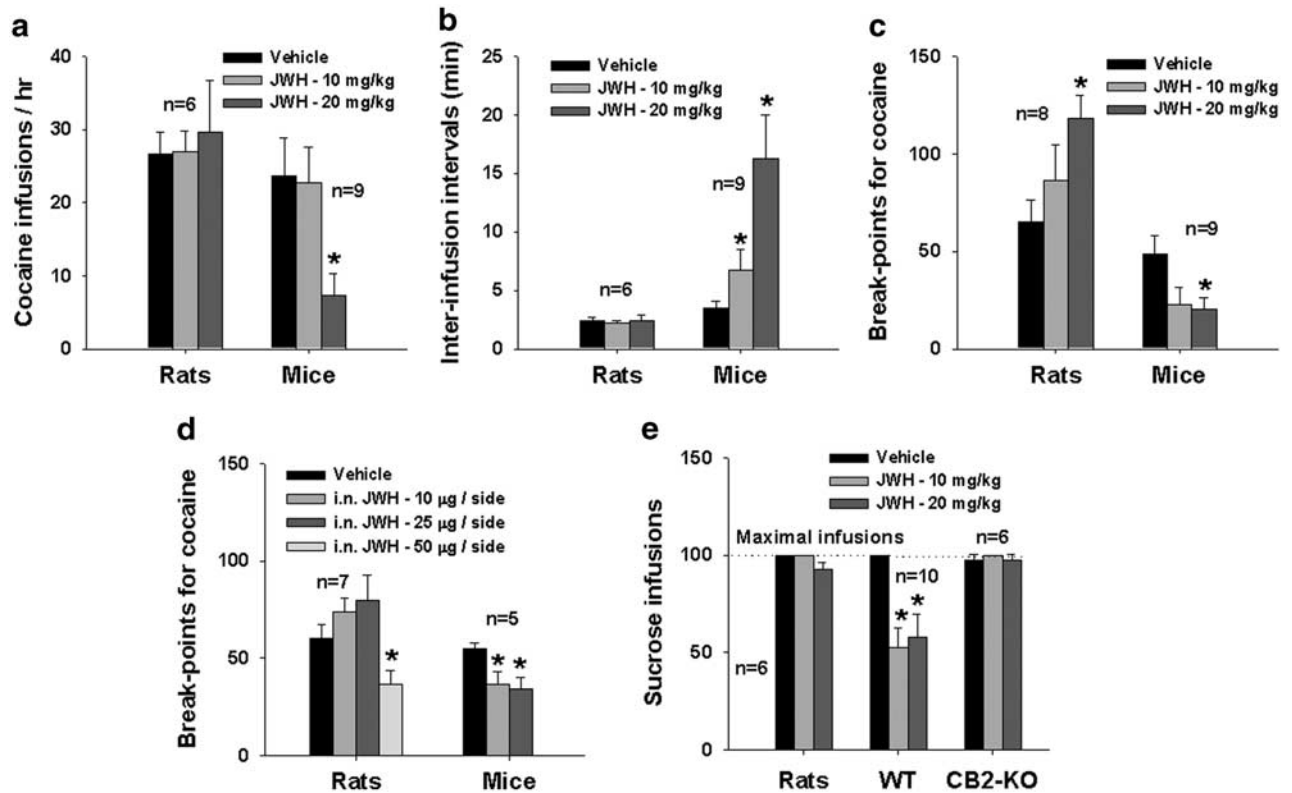 a
Vehicle
JWH - 10 mg/kg
JWH - 20 mg/kg
Cocaine infusions / hr
40
30
20
10
0
n=6
n=9
*
Rats
Mice
b
Vehicle
JWH - 10 mg/kg
JWH - 20 mg/kg
Inter-infusion intervals (min)
25
20
15
10
5
0
n=6
n=9
*
*
Rats
Mice
c
Vehicle
JWH - 10 mg/kg
JWH - 20 mg/kg
Break-points for cocaine
150
100
50
0
n=8
*
n=9
*
Rats
Mice
d
Vehicle
i.n. JWH - 10 µg / side
i.n. JWH - 25 µg / side
i.n. JWH - 50 µg / side
Break-points for cocaine
150
100
50
0
n=7
*
n=5
*
*
Rats
Mice
e
Vehicle
JWH - 10 mg/kg
JWH - 20 mg/kg
Sucrose infusions
150
100
50
0
Maximal infusions
n=6
n=10
*
*
n=6
Rats
WT
CB2-KO